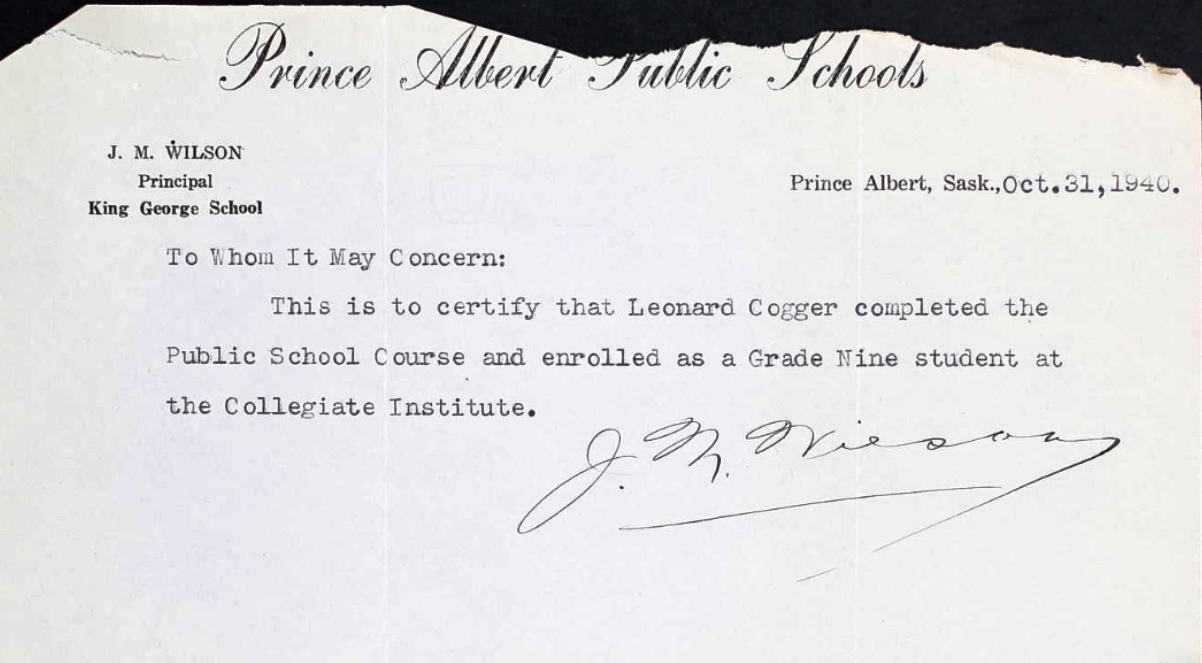 Prince Albert Public Schools
J. M. WILSON
Principal
King George School
Prince Albert, Sask., Oct.31,1940.
To Whom It May Concern:
This is to certify that Leonard Cogger completed the
Public School Course and enrolled as a Grade Nine student at
the Collegiate Institute.
J. M. Wilson